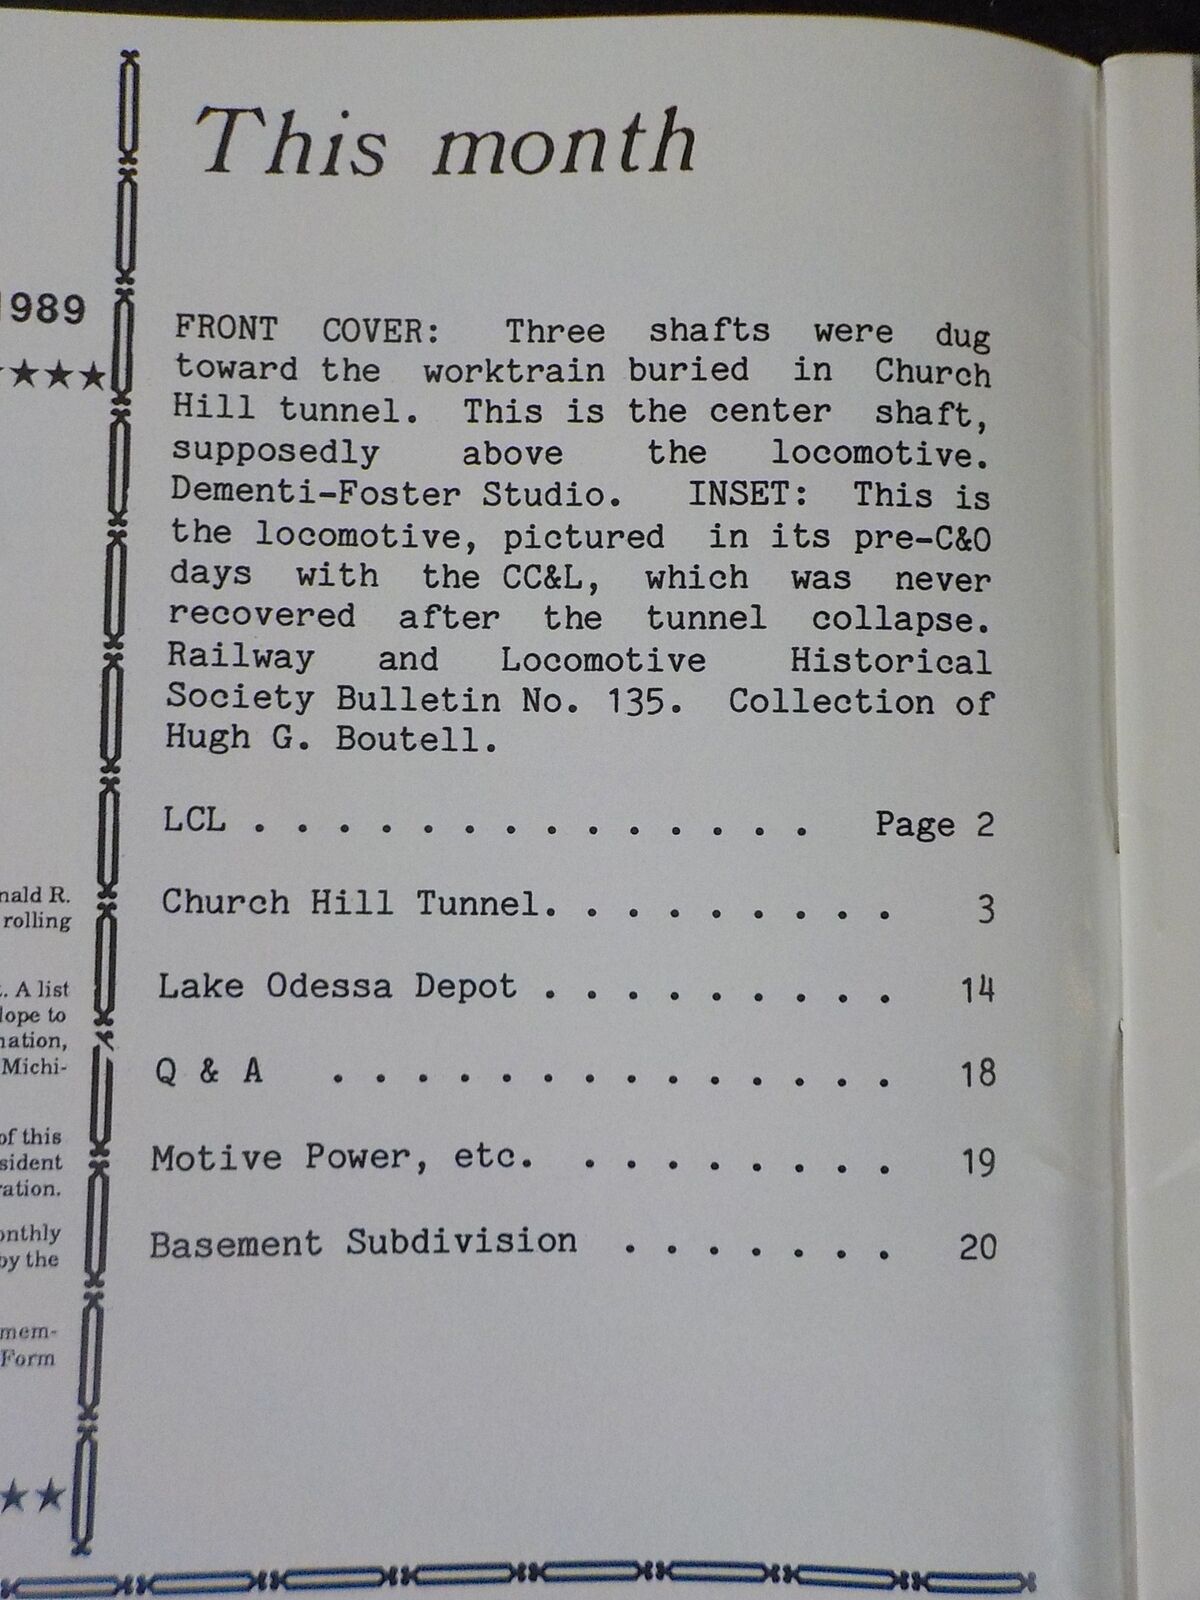 This month
1989
★★★
FRONT COVER: Three shafts were dug
toward the worktrain buried in Church
Hill tunnel. This is the center shaft,
supposedly above the locomotive.
Dementi-Foster Studio. INSET: This is
the locomotive, pictured in its pre-C&O
days with the CC&L, which was never
recovered after the tunnel collapse.
Railway and Locomotive Historical
Society Bulletin No. 135. Collection of
Hugh G. Boutell.
LCL . . . . . . . . . . . . . . Page 2
Church Hill Tunnel. . . . . . . . . 3
Lake Odessa Depot . . . . . . . . . 14
Q & A . . . . . . . . . . . . . . 18
Motive Power, etc. . . . . . . . . 19
Basement Subdivision . . . . . . . 20
R.
rolling
. A list
to
Michi-
of this
by the
mem-
Form
★★